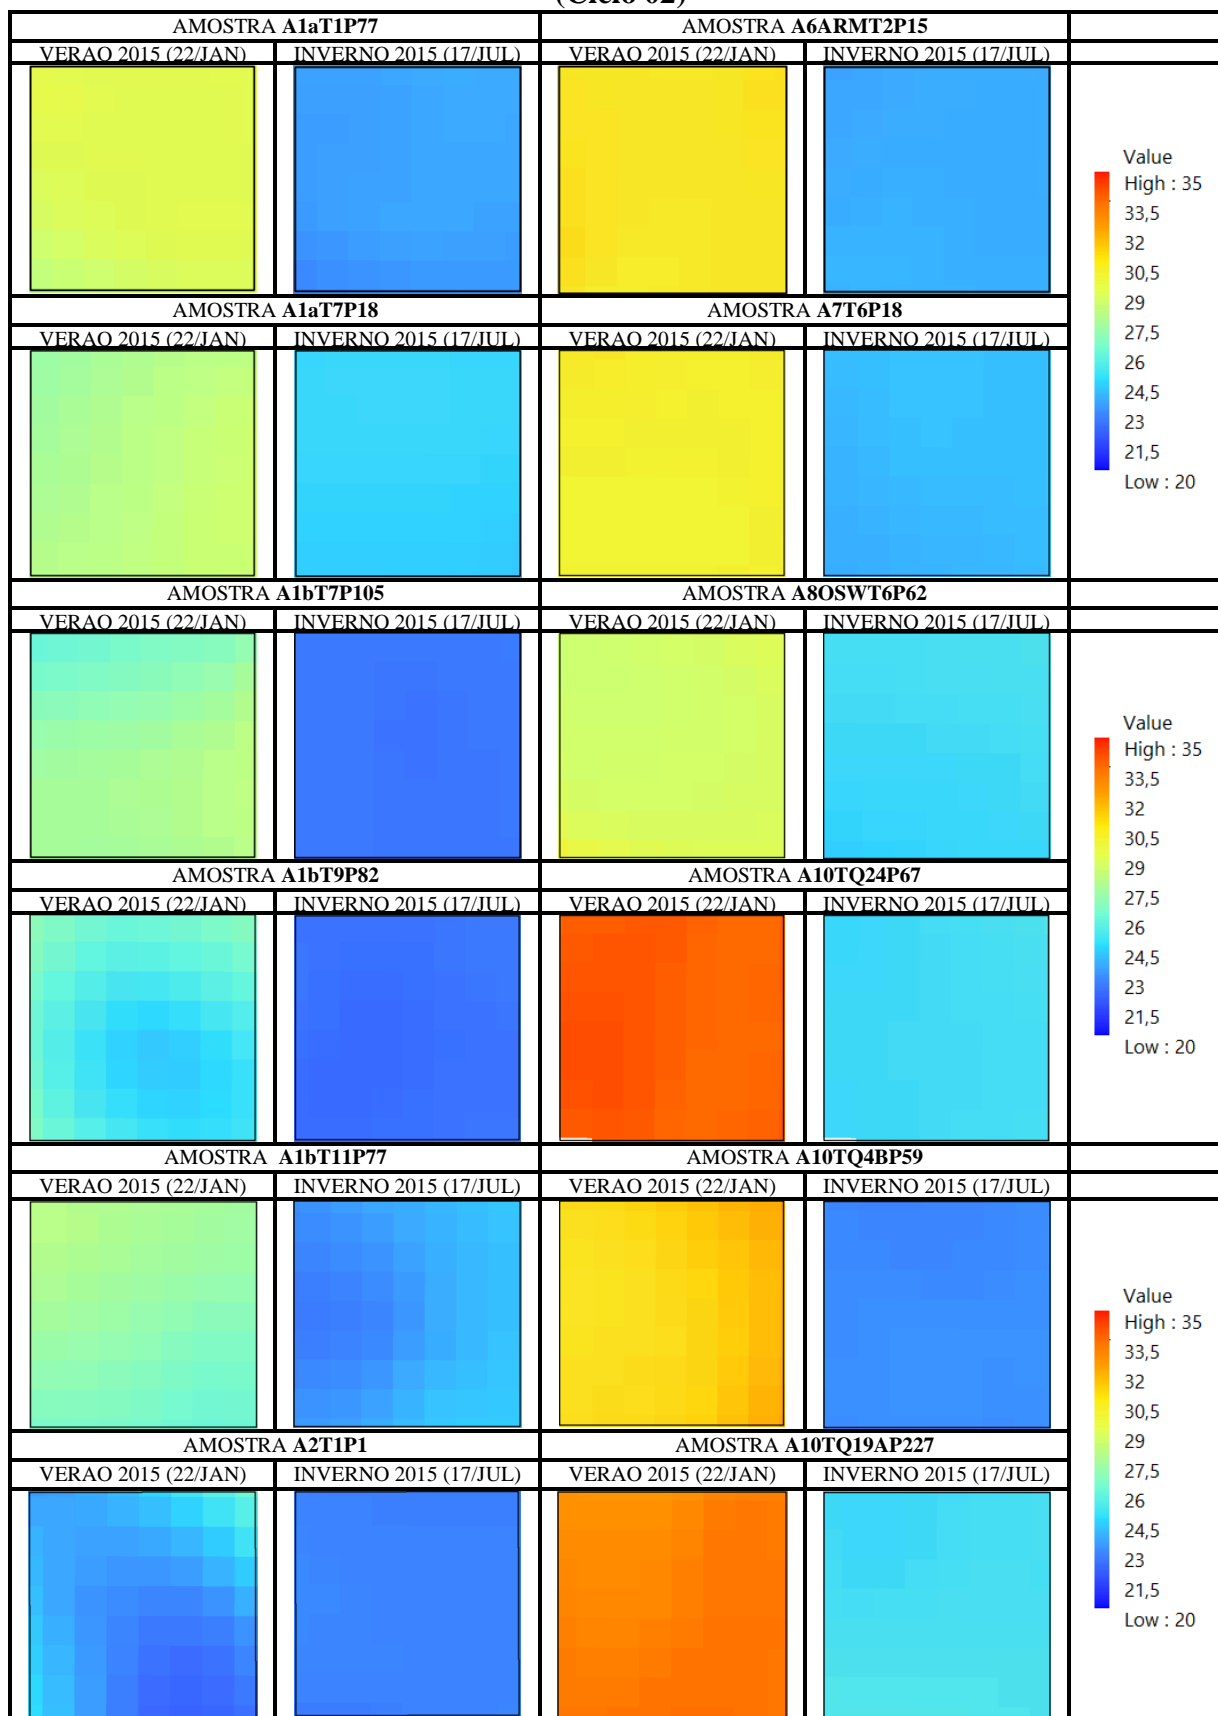 (Ciclo 02)
AMOSTRA A1aT1P77
AMOSTRA A6ARMT2P15
VERAO 2015 (22/JAN)
INVERNO 2015 (17/JUL)
VERAO 2015 (22/JAN)
INVERNO 2015 (17/JUL)
Value
High : 35
33,5
32
30,5
29
27,5
26
24,5
23
21,5
Low : 20
AMOSTRA A1aT7P18
AMOSTRA A7T6P18
VERAO 2015 (22/JAN)
INVERNO 2015 (17/JUL)
VERAO 2015 (22/JAN)
INVERNO 2015 (17/JUL)
AMOSTRA A1bT7P105
AMOSTRA A8OSWT6P62
VERAO 2015 (22/JAN)
INVERNO 2015 (17/JUL)
VERAO 2015 (22/JAN)
INVERNO 2015 (17/JUL)
Value
High : 35
33,5
32
30,5
29
27,5
26
24,5
23
21,5
Low : 20
AMOSTRA A1bT9P82
AMOSTRA A10TQ24P67
VERAO 2015 (22/JAN)
INVERNO 2015 (17/JUL)
VERAO 2015 (22/JAN)
INVERNO 2015 (17/JUL)
AMOSTRA A1bT11P77
AMOSTRA A10TQ4BP59
VERAO 2015 (22/JAN)
INVERNO 2015 (17/JUL)
VERAO 2015 (22/JAN)
INVERNO 2015 (17/JUL)
Value
High : 35
33,5
32
30,5
29
27,5
26
24,5
23
21,5
Low : 20
AMOSTRA A2T1P1
AMOSTRA A10TQ19AP227
VERAO 2015 (22/JAN)
INVERNO 2015 (17/JUL)
VERAO 2015 (22/JAN)
INVERNO 2015 (17/JUL)